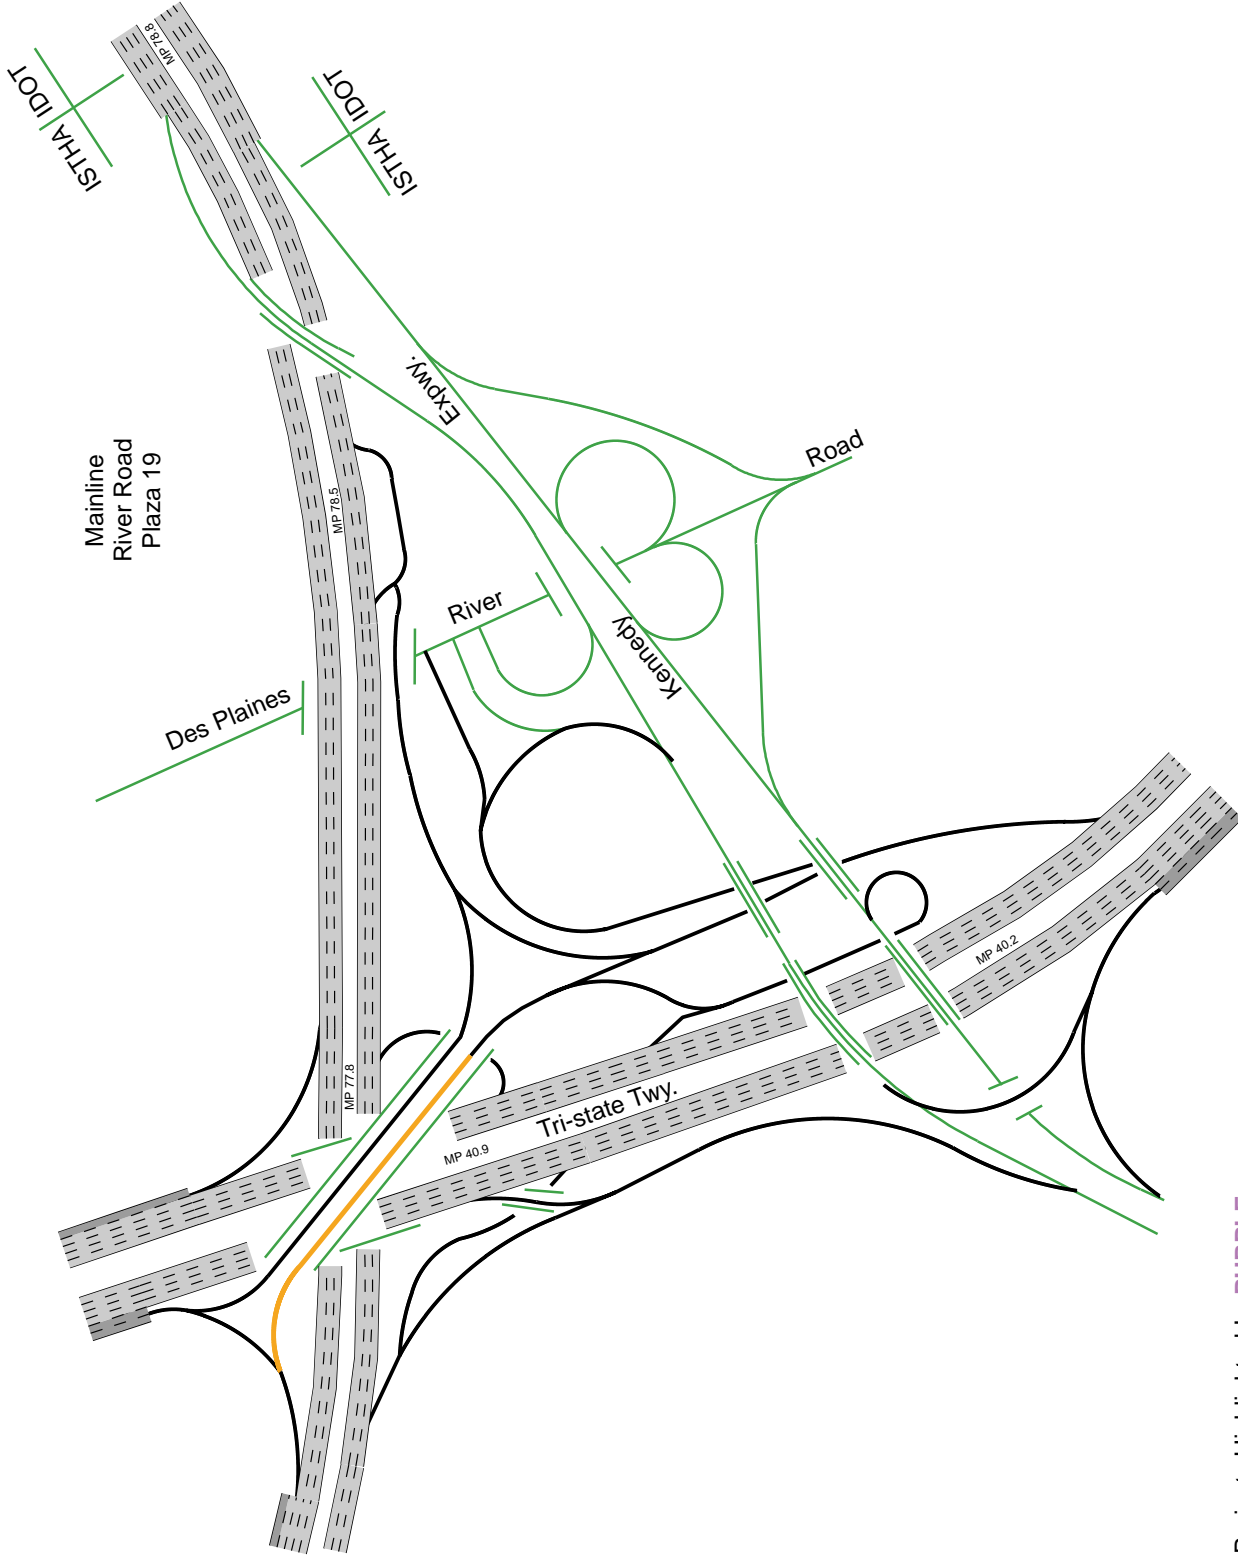 MP 78.8
IDOT
ISTHA
IDOT
ISTHA
Expwy.
Mainline
River Road
Plaza 19
Road
MP 78.5
River
Kennedy
Des Plaines
MP 40.2
MP 77.8
Tri-state Twy.
MP 40.9